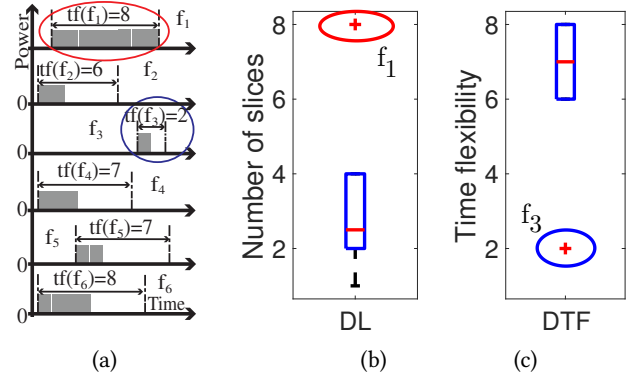 Power
tf(f1)=8
f1
0
tf(f2)=6
f2
0
tf(f3)=2
f3
0
tf(f4)=7
f4
0
tf(f5)=7
f5
0
tf(f6)=8
f6
Time
0
(a)
Number of slices
8
6
4
2
f1
DL
(b)
Time flexibility
8
6
4
2
f3
DTF
(c)